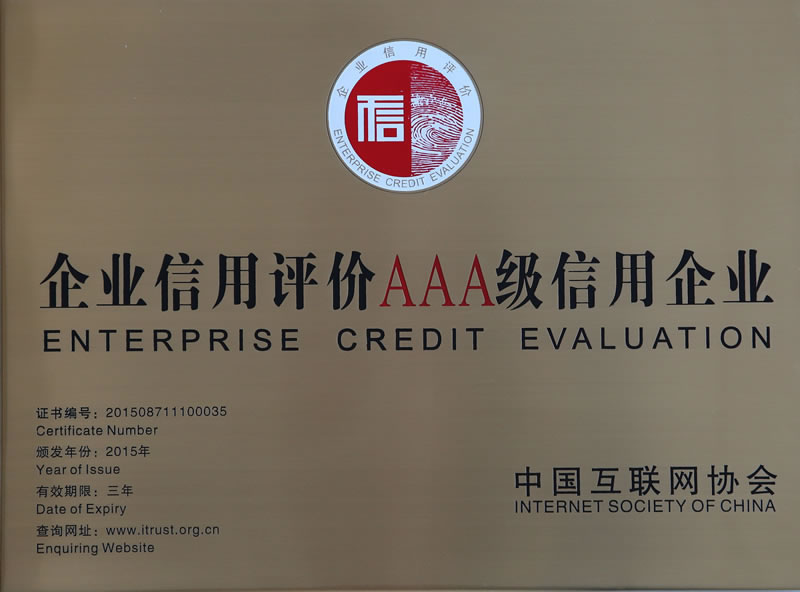 企业信用评价
信
ENTERPRISE CREDIT EVALUATION
企业信用评价AAA级信用企业
ENTERPRISE CREDIT EVALUATION
证书编号：201508711100035
Certificate Number
颁发年份：2015年
Year of Issue
有效期限：三年
Date of Expiry
查询网址：www.itrust.org.cn
Enquiring Website
中国互联网协会
INTERNET SOCIETY OF CHINA